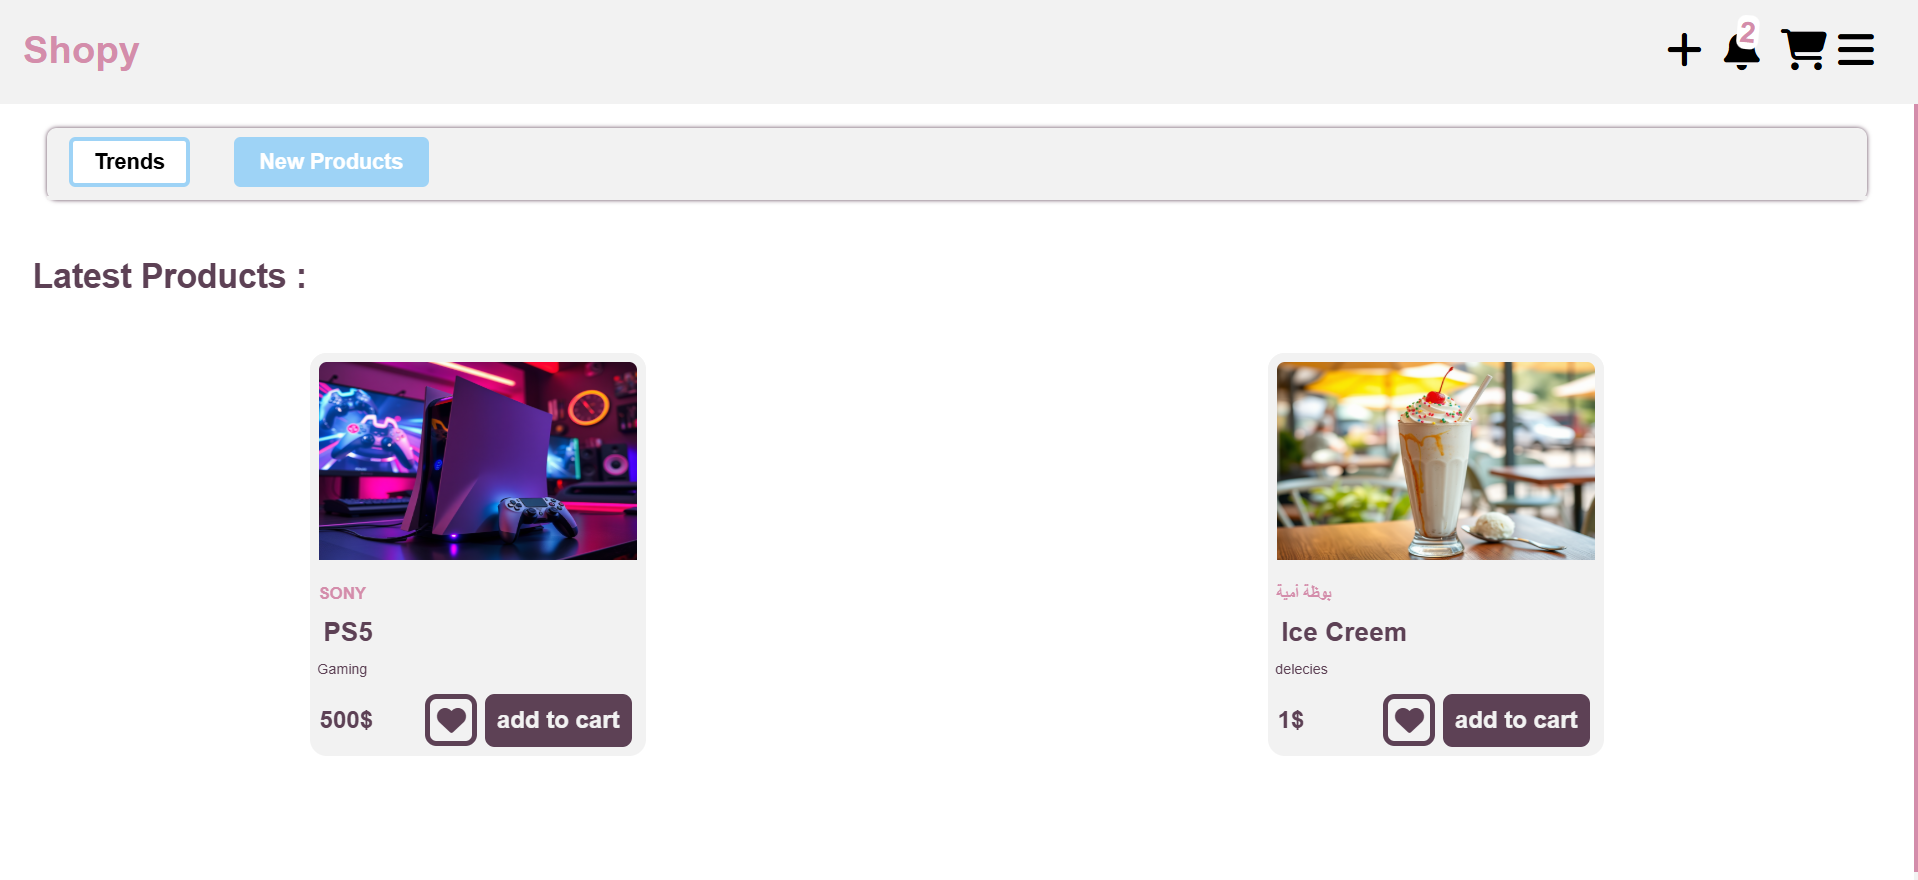 Shopy
2
Trends
New Products
Latest Products :
SONY
PS5
Gaming
500$
add to cart
بوظة أمية
Ice Creem
delecies
1$
add to cart